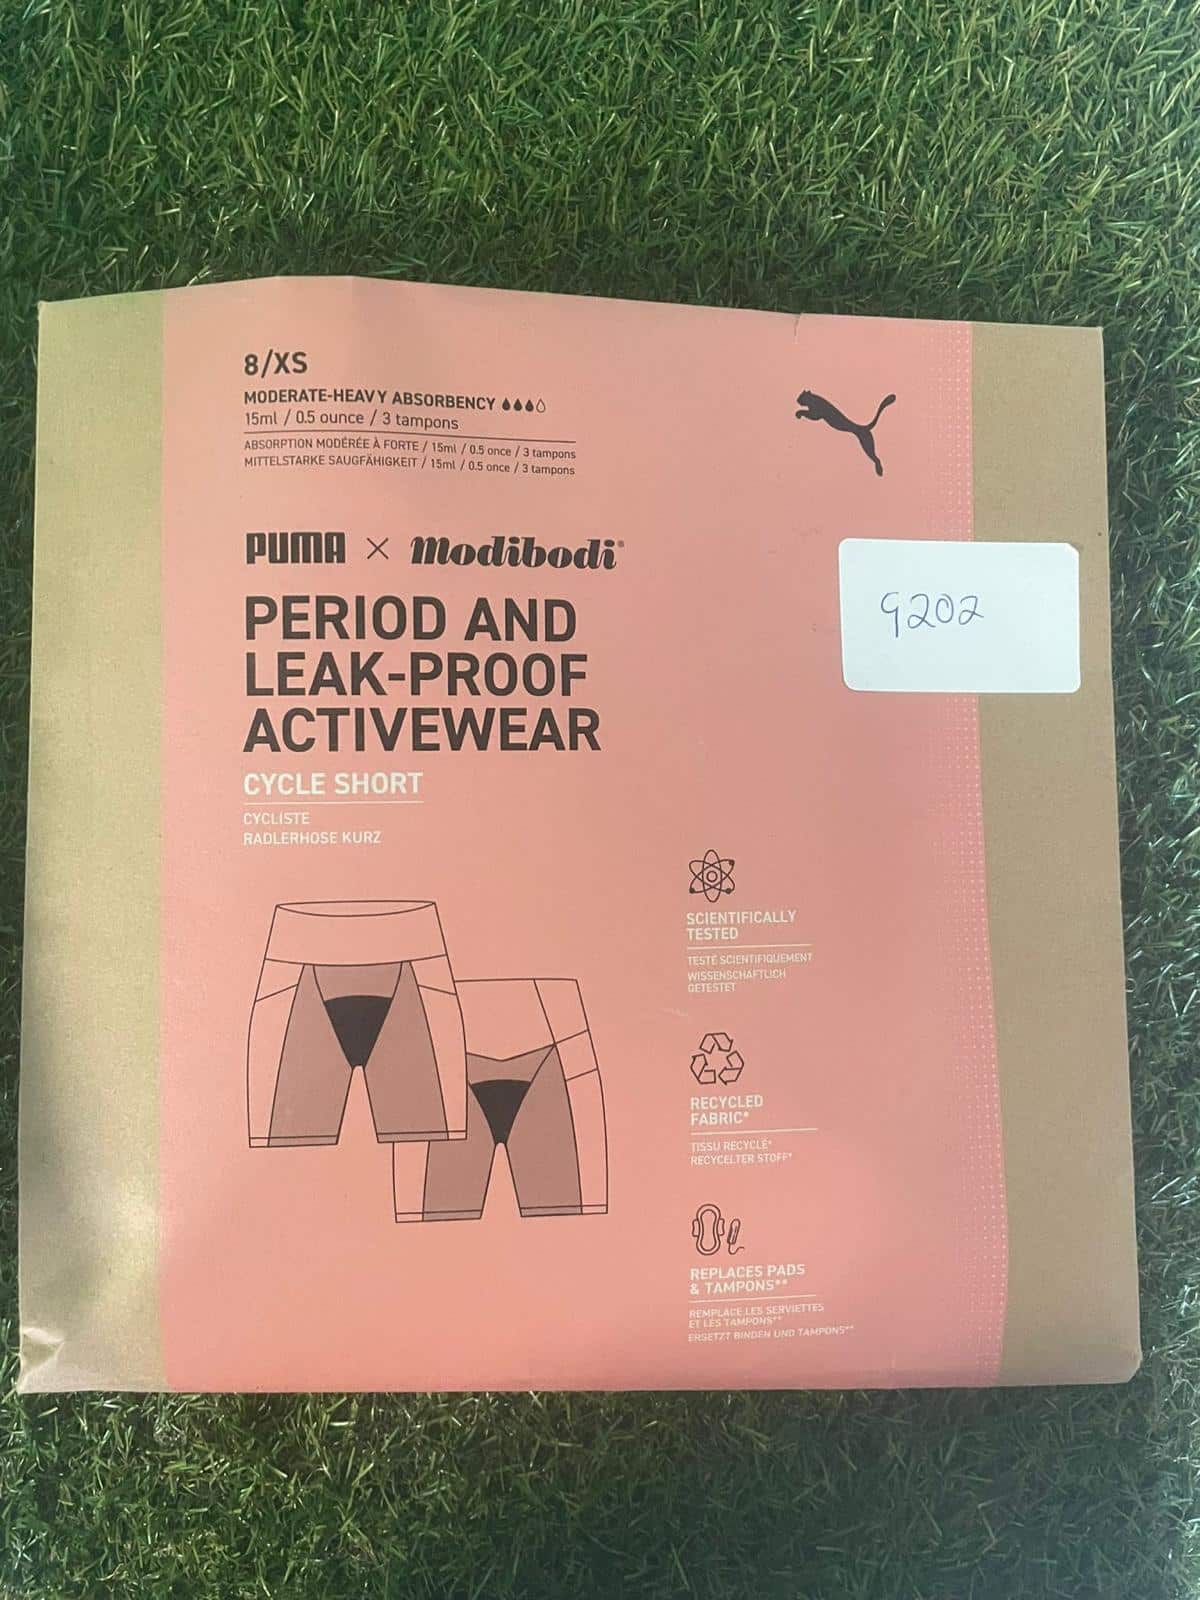 8/XS
MODERATE-HEAVY ABSORBENCY
15ml / 0.5 ounce / 3 tampons
ABSORPTION MODÉRÉE À FORTE / 15ml / 0.5 once / 3 tampons
MITTELSTARKE SAUGFÄHIGKEIT / 15ml / 0.5 once / 3 tampons
PUMA × modibodi®
PERIOD AND
LEAK-PROOF
ACTIVEWEAR
CYCLE SHORT
CYCLISTE
RADLERHOSE KURZ
9202
SCIENTIFICALLY
TESTED
TESTÉ SCIENTIFIQUEMENT
WISSENSCHAFTLICH
GETESTET
RECYCLED
FABRIC*
TISSU RECYCLÉ*
RECYCELTER STOFF*
REPLACES PADS
& TAMPONS**
REMPLACE LES SERVIETTES
ET LES TAMPONS**
ERSETZT BINDEN UND TAMPONS**